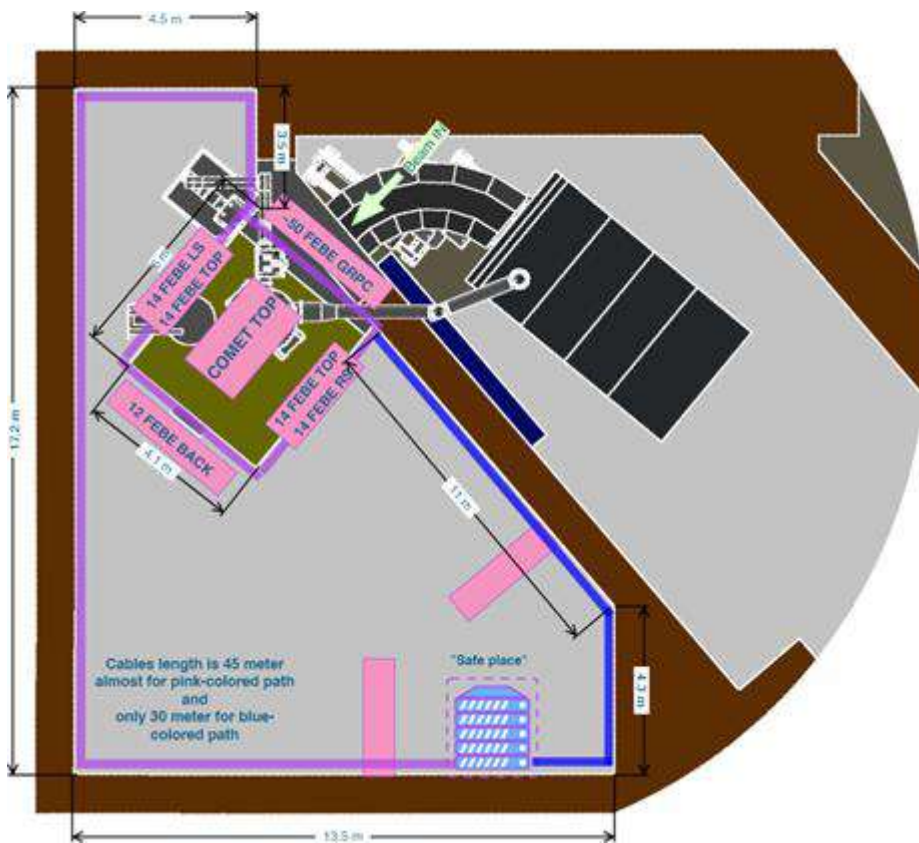 4.5 m
3.5 m
Beam IN
~50 FEBE GRPC
14 FEBE LS
14 FEBE TOP
COMET TOP
14 FEBE TOP
14 FEBE RS
12 FEBE BACK
4.1 m
17.2 m
11 m
4.3 m
"Safe place"
Cables length is 45 meter
almost for pink-colored path
and
only 30 meter for blue-
colored path
13.5 m